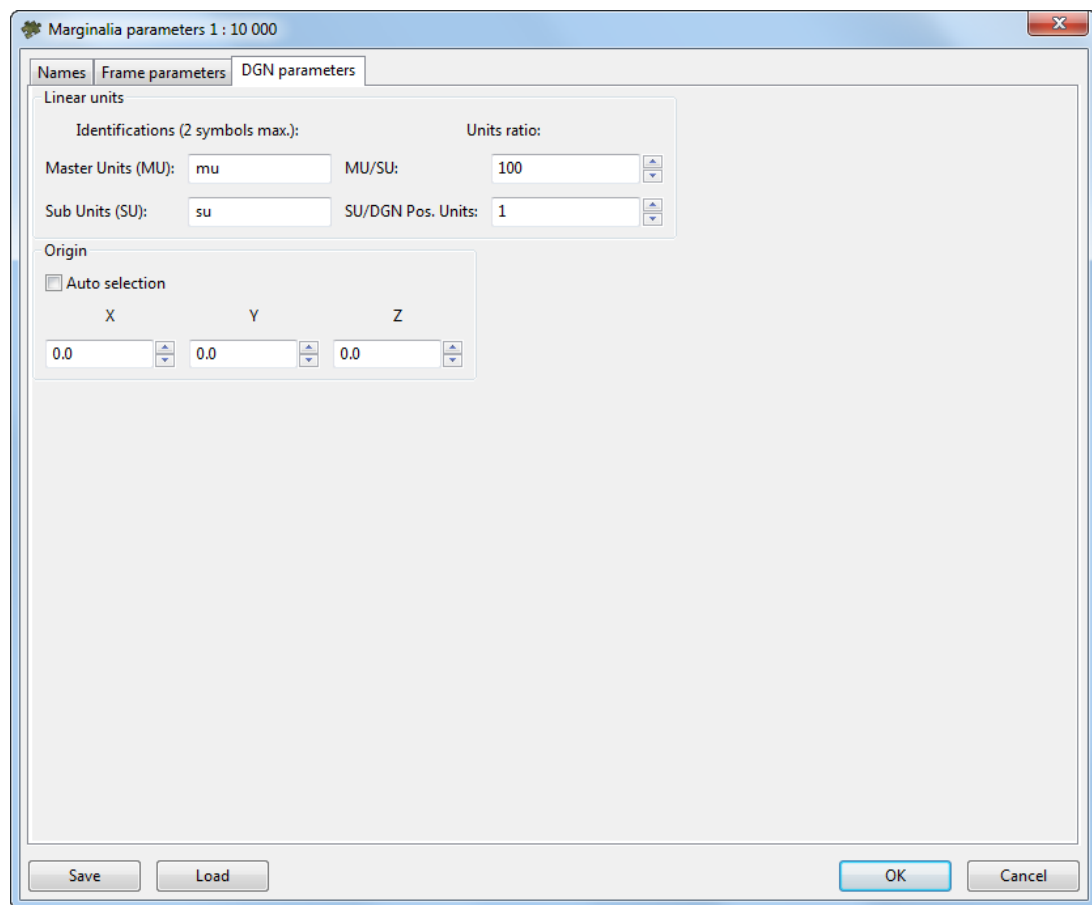 Marginalia parameters 1 : 10 000
Names Frame parameters DGN parameters
Linear units
Identifications (2 symbols max.): Units ratio:
Master Units (MU): mu MU/SU: 100
Sub Units (SU): su SU/DGN Pos. Units: 1
Origin
Auto selection
X Y Z
0.0 0.0 0.0
Save Load OK Cancel